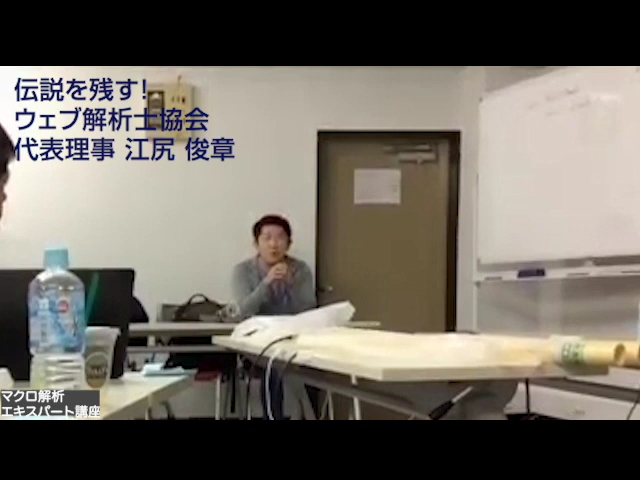 伝説を残す!
ウェブ解析士協会
代表理事 江尻 俊章
マクロ解析
エキスパート講座